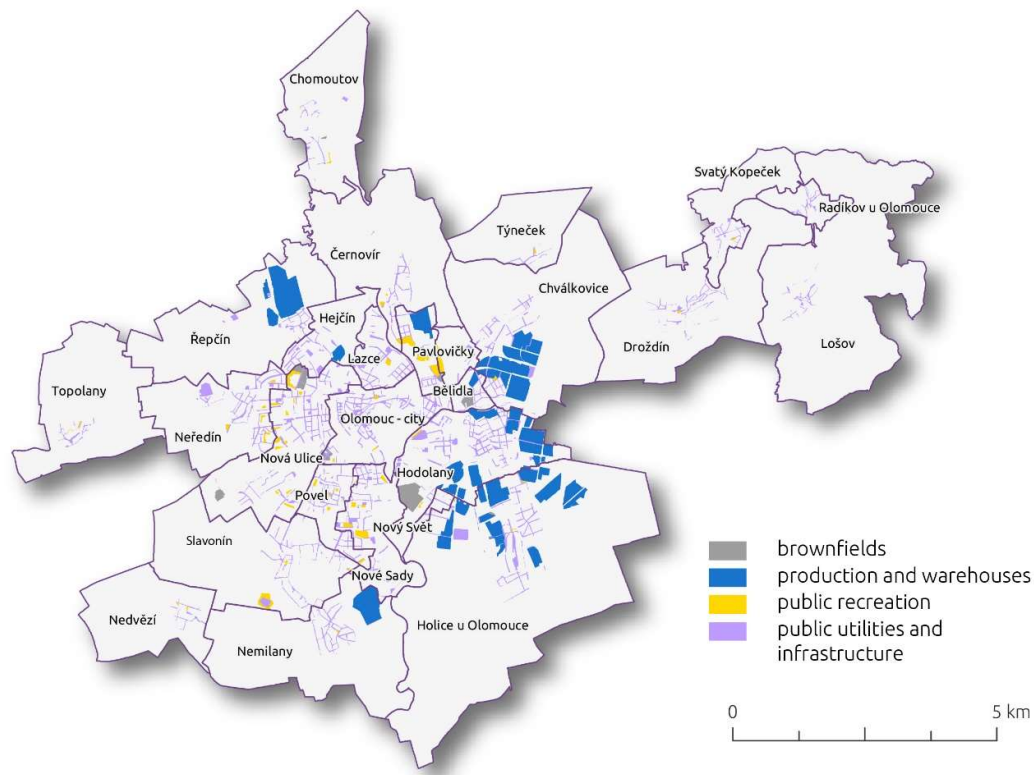 Chomoutov
Svatý Kopeček
Radíkov u Olomouce
Týneček
Černovír
Chválkovice
Hejčín
Řepčín
Pavlovičky
Lazce
Droždín
Lošov
Topolany
Bělidla
Olomouc - city
Neředín
Nová Ulice
Hodolany
Povel
Nový Svět
Slavonín
Nové Sady
Nedvězí
Holice u Olomouce
Nemilany
brownfields
production and warehouses
public recreation
public utilities and
infrastructure
0
5 km